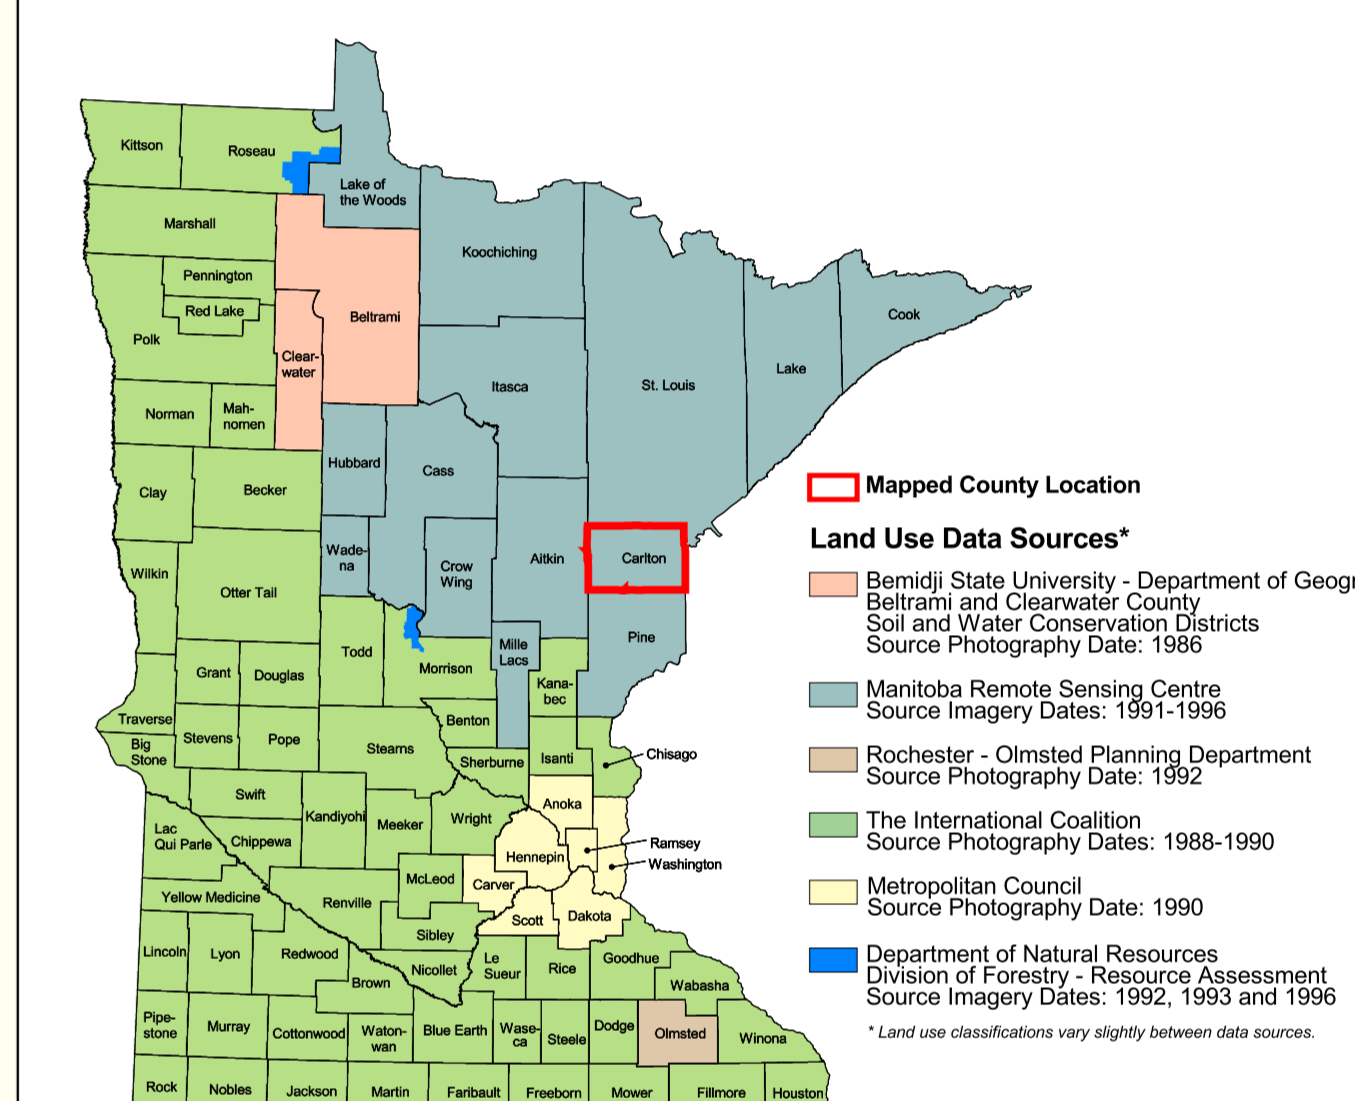 Kittson
Roseau
Lake of
the Woods
Marshall
Koochiching
Pennington
Red Lake
Polk
Beltrami
Cook
Clear-
water
Lake
Itasca
St. Louis
Norman
Mah-
nomen
Hubbard
Cass
Clay
Becker
Wade-
na
Crow
Wing
Aitkin
Carlton
Wilkin
Otter Tail
Pine
Mille
Lacs
Todd
Morrison
Grant
Douglas
Kana-
bec
Traverse
Benton
Stevens
Pope
Big
Stone
Stearns
Sherburne
Isanti
Chisago
Swift
Anoka
Kandiyohi
Meeker
Wright
Lac
Qui Parle
Chippewa
Ramsey
Hennepin
Washington
McLeod
Carver
Yellow Medicine
Renville
Scott
Dakota
Sibley
Lincoln
Lyon
Redwood
Nicollet
Le
Sueur
Rice
Goodhue
Brown
Wabasha
Pipe-
stone
Murray
Cottonwood
Waton-
wan
Blue Earth
Wase-
ca
Steele
Dodge
Olmsted
Winona
Rock
Nobles
Jackson
Martin
Faribault
Freeborn
Mower
Fillmore
Houston
Mapped County Location
Land Use Data Sources*
Bemidji State University - Department of Geogr
Beltrami and Clearwater County
Soil and Water Conservation Districts
Source Photography Date: 1986
Manitoba Remote Sensing Centre
Source Imagery Dates: 1991-1996
Rochester - Olmsted Planning Department
Source Photography Date: 1992
The International Coalition
Source Photography Dates: 1988-1990
Metropolitan Council
Source Photography Date: 1990
Department of Natural Resources
Division of Forestry - Resource Assessment
Source Imagery Dates: 1992, 1993 and 1996
* Land use classifications vary slightly between data sources.